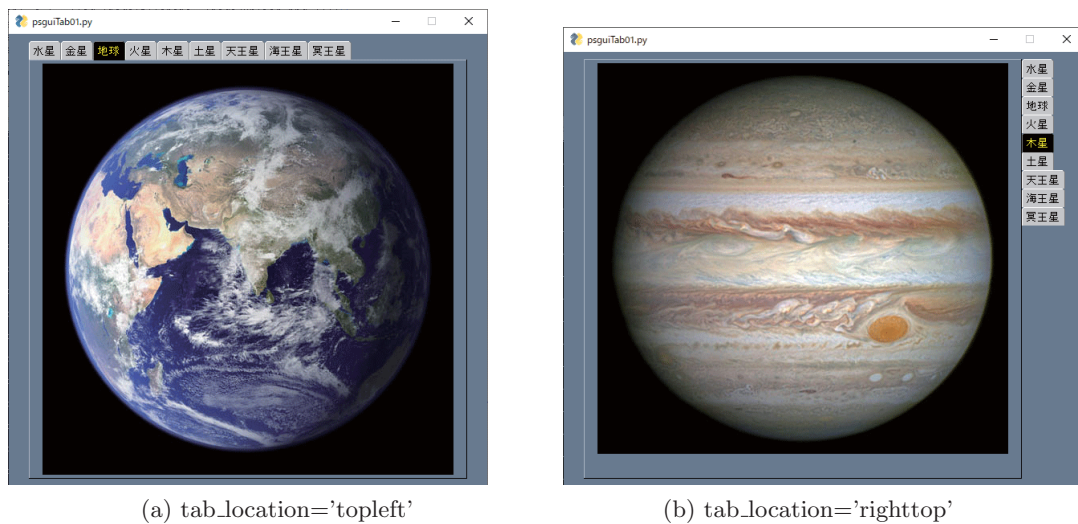 psguiTab01.py
水星 金星 地球 火星 木星 土星 天王星 海王星 冥王星
(a) tab_location='topleft'
psguiTab01.py
水星
金星
地球
火星
木星
土星
天王星
海王星
冥王星
(b) tab_location='righttop'